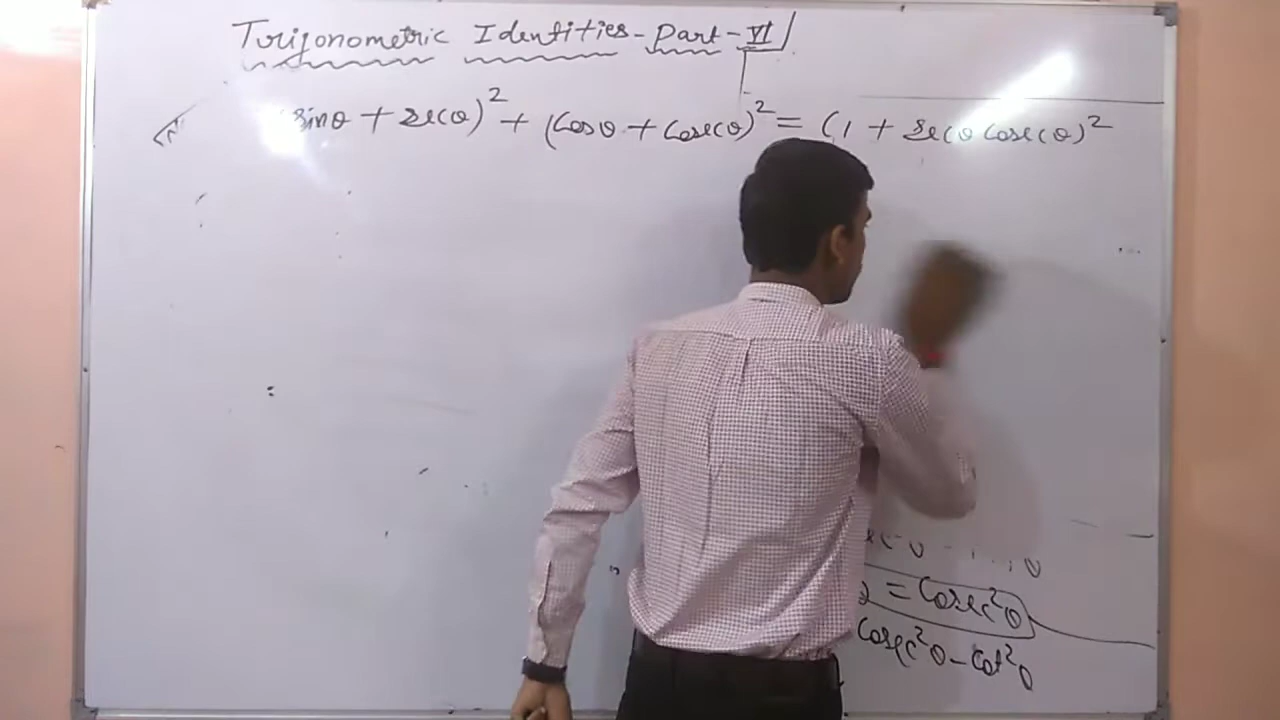 Trigonometric Identities - Part - VI
sinθ + secθ)² + (cosθ + cosecθ)² = (1 + secθ cosecθ)²
= cosec²θ
cosec²θ - cot²θ